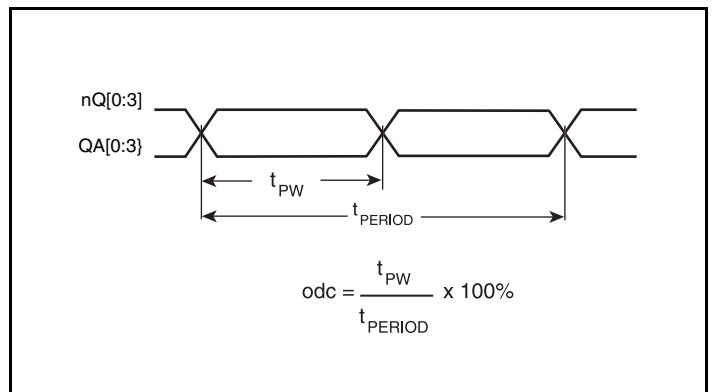 nQ[0:3]
QA[0:3}
tPW
tPERIOD
odc = tPW / tPERIOD x 100%